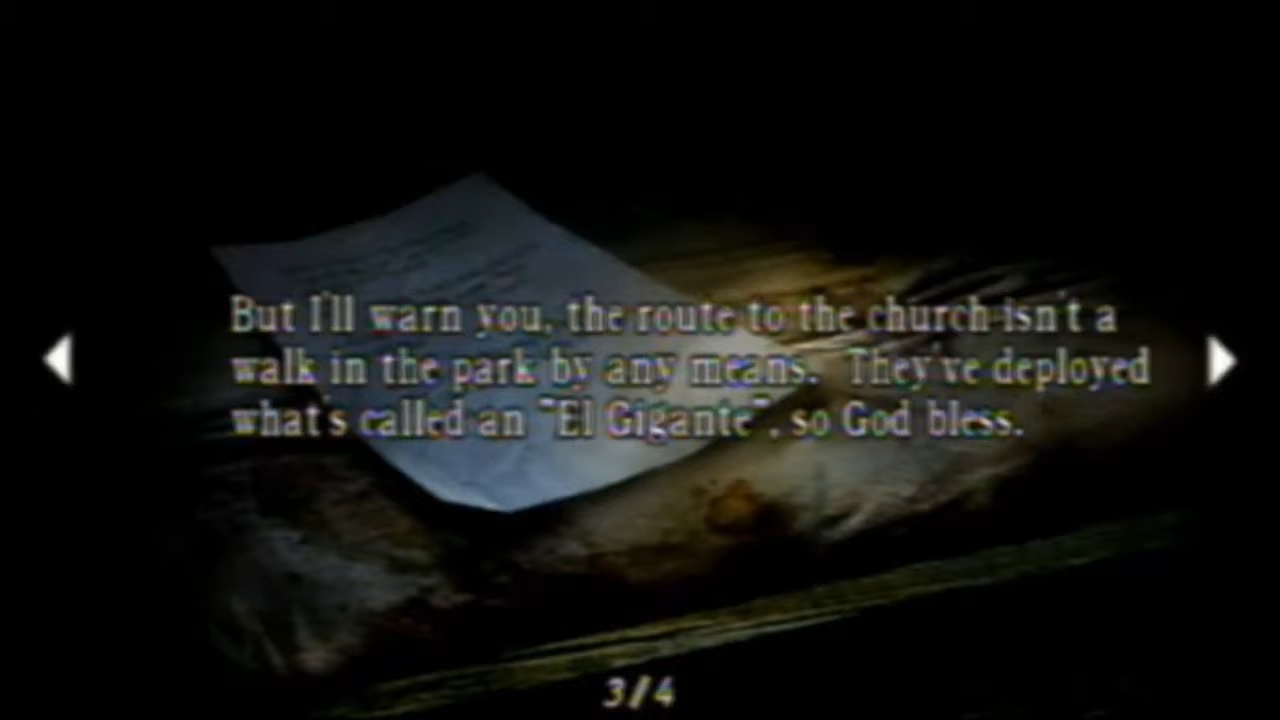 But I'll warn you, the route to the church isn't a
walk in the park by any means. They've deployed
what's called an "El Gigante", so God bless.
3/4